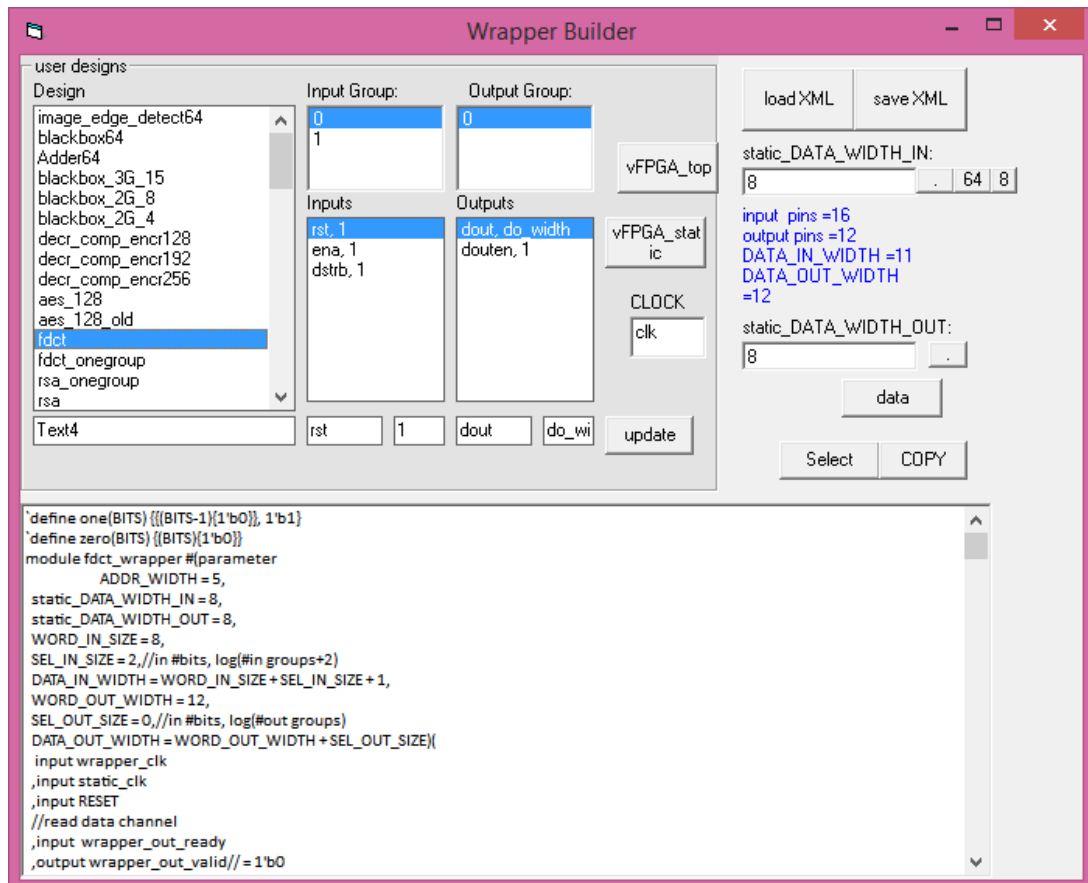 Wrapper Builder
user designs
Design
image_edge_detect64
blackbox64
Adder64
blackbox_3G_15
blackbox_2G_8
blackbox_2G_4
decr_comp_encr128
decr_comp_encr192
decr_comp_encr256
aes_128
aes_128_old
fdct
fdct_onegroup
rsa_onegroup
rsa
Text4
Input Group:
0
1
Inputs
rst, 1
ena, 1
dstrb, 1
rst
1
Output Group:
0
Outputs
dout, do_width
douten, 1
dout
do_wi
vFPGA_top
vFPGA_stat
ic
CLOCK
clk
update
load XML
save XML
static_DATA_WIDTH_IN:
8
.
64
8
input  pins =16
output pins =12
DATA_IN_WIDTH =11
DATA_OUT_WIDTH
=12
static_DATA_WIDTH_OUT:
8
.
data
Select
COPY
`define one(BITS) {{(BITS-1){1'b0}}, 1'b1}
`define zero(BITS) {(BITS){1'b0}}
module fdct_wrapper #(parameter
ADDR_WIDTH = 5,
static_DATA_WIDTH_IN = 8,
static_DATA_WIDTH_OUT = 8,
WORD_IN_SIZE = 8,
SEL_IN_SIZE = 2,//in #bits, log(#in groups+2)
DATA_IN_WIDTH = WORD_IN_SIZE + SEL_IN_SIZE + 1,
WORD_OUT_WIDTH = 12,
SEL_OUT_SIZE = 0,//in #bits, log(#out groups)
DATA_OUT_WIDTH = WORD_OUT_WIDTH + SEL_OUT_SIZE)(
input wrapper_clk
,input static_clk
,input RESET
//read data channel
,input  wrapper_out_ready
,output wrapper_out_valid// = 1'b0